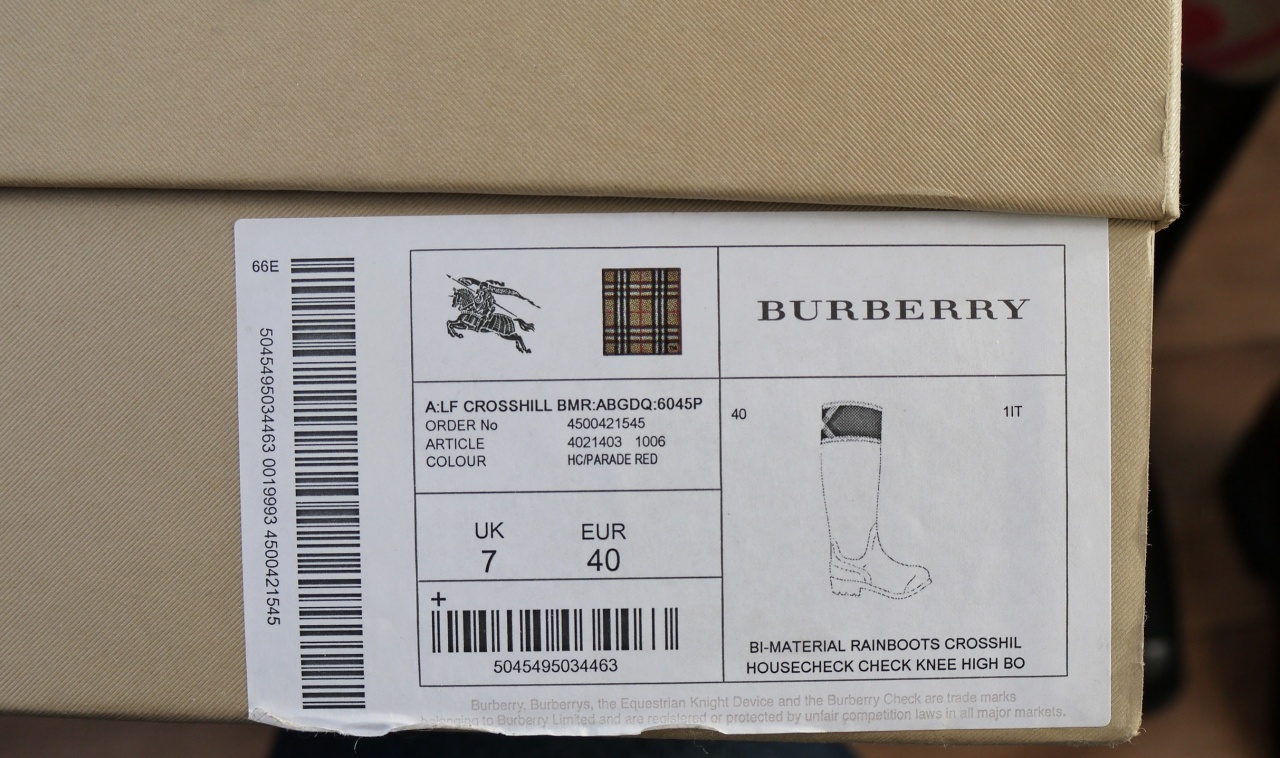 66E
5045495034463 0019993 4500421545
BURBERRY
A:LF CROSSHILL BMR:ABGDQ:6045P
ORDER No 4500421545
ARTICLE 4021403 1006
COLOUR HC/PARADE RED
UK EUR
7 40
+
5045495034463
40 1IT
BI-MATERIAL RAINBOOTS CROSSHIL
HOUSECHECK CHECK KNEE HIGH BO
Burberry, Burberrys, the Equestrian Knight Device and the Burberry Check are trade marks
belonging to Burberry Limited and are registered or protected by unfair competition laws in all major markets.